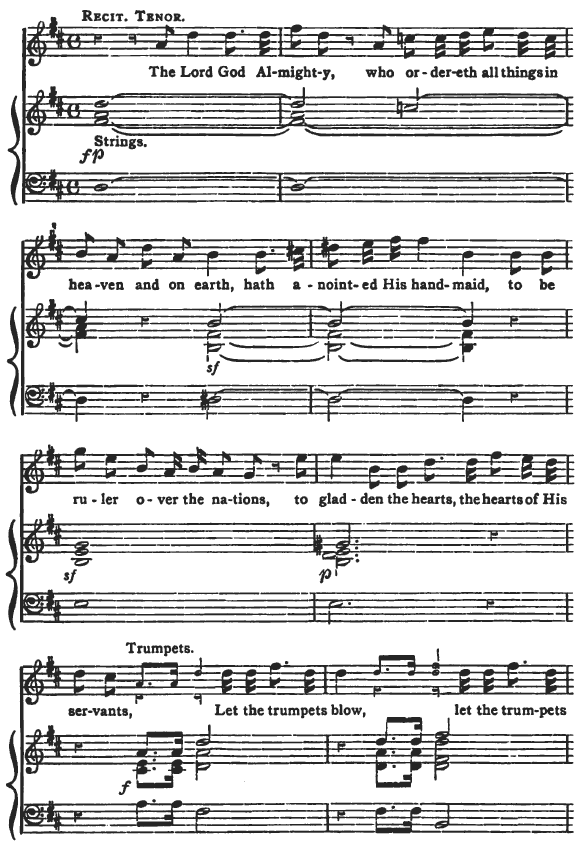 RECIT. TENOR.
The Lord God Al-might-y, who or-der-eth all things in
Strings.
fp
hea-ven and on earth, hath a-noint-ed His hand-maid, to be
sf
ru-ler o-ver the na-tions, to glad-den the hearts, the hearts of His
sf p
Trumpets.
ser-vants, Let the trumpets blow, let the trum-pets
f